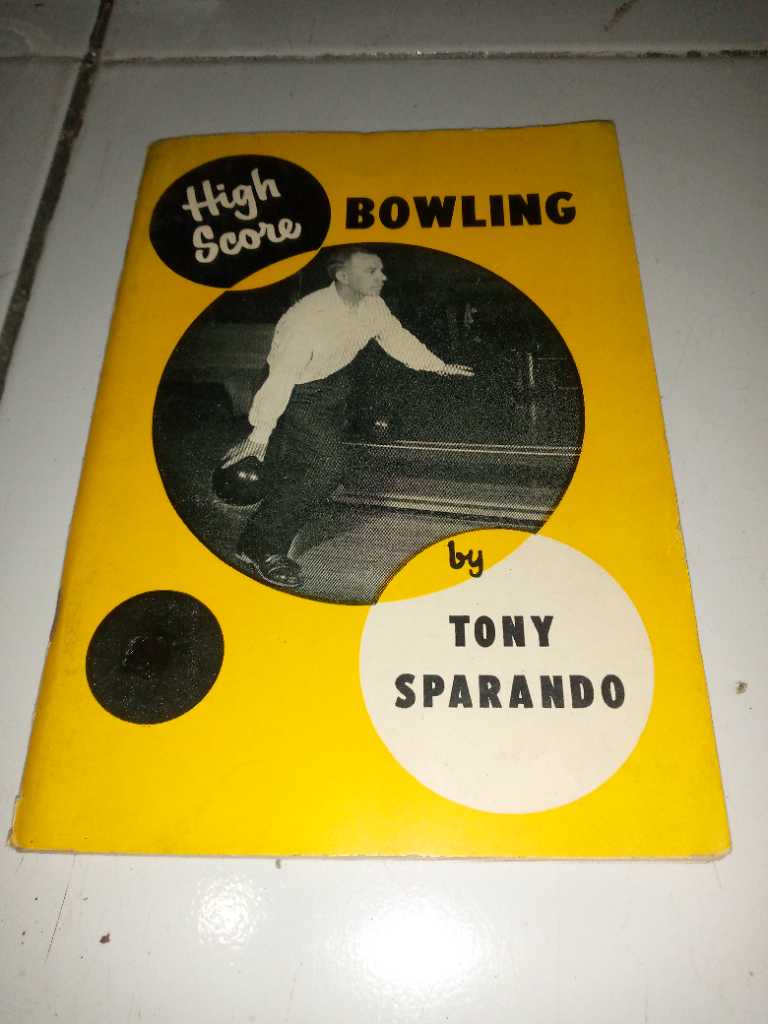 High
Score
BOWLING
by
TONY
SPARANDO